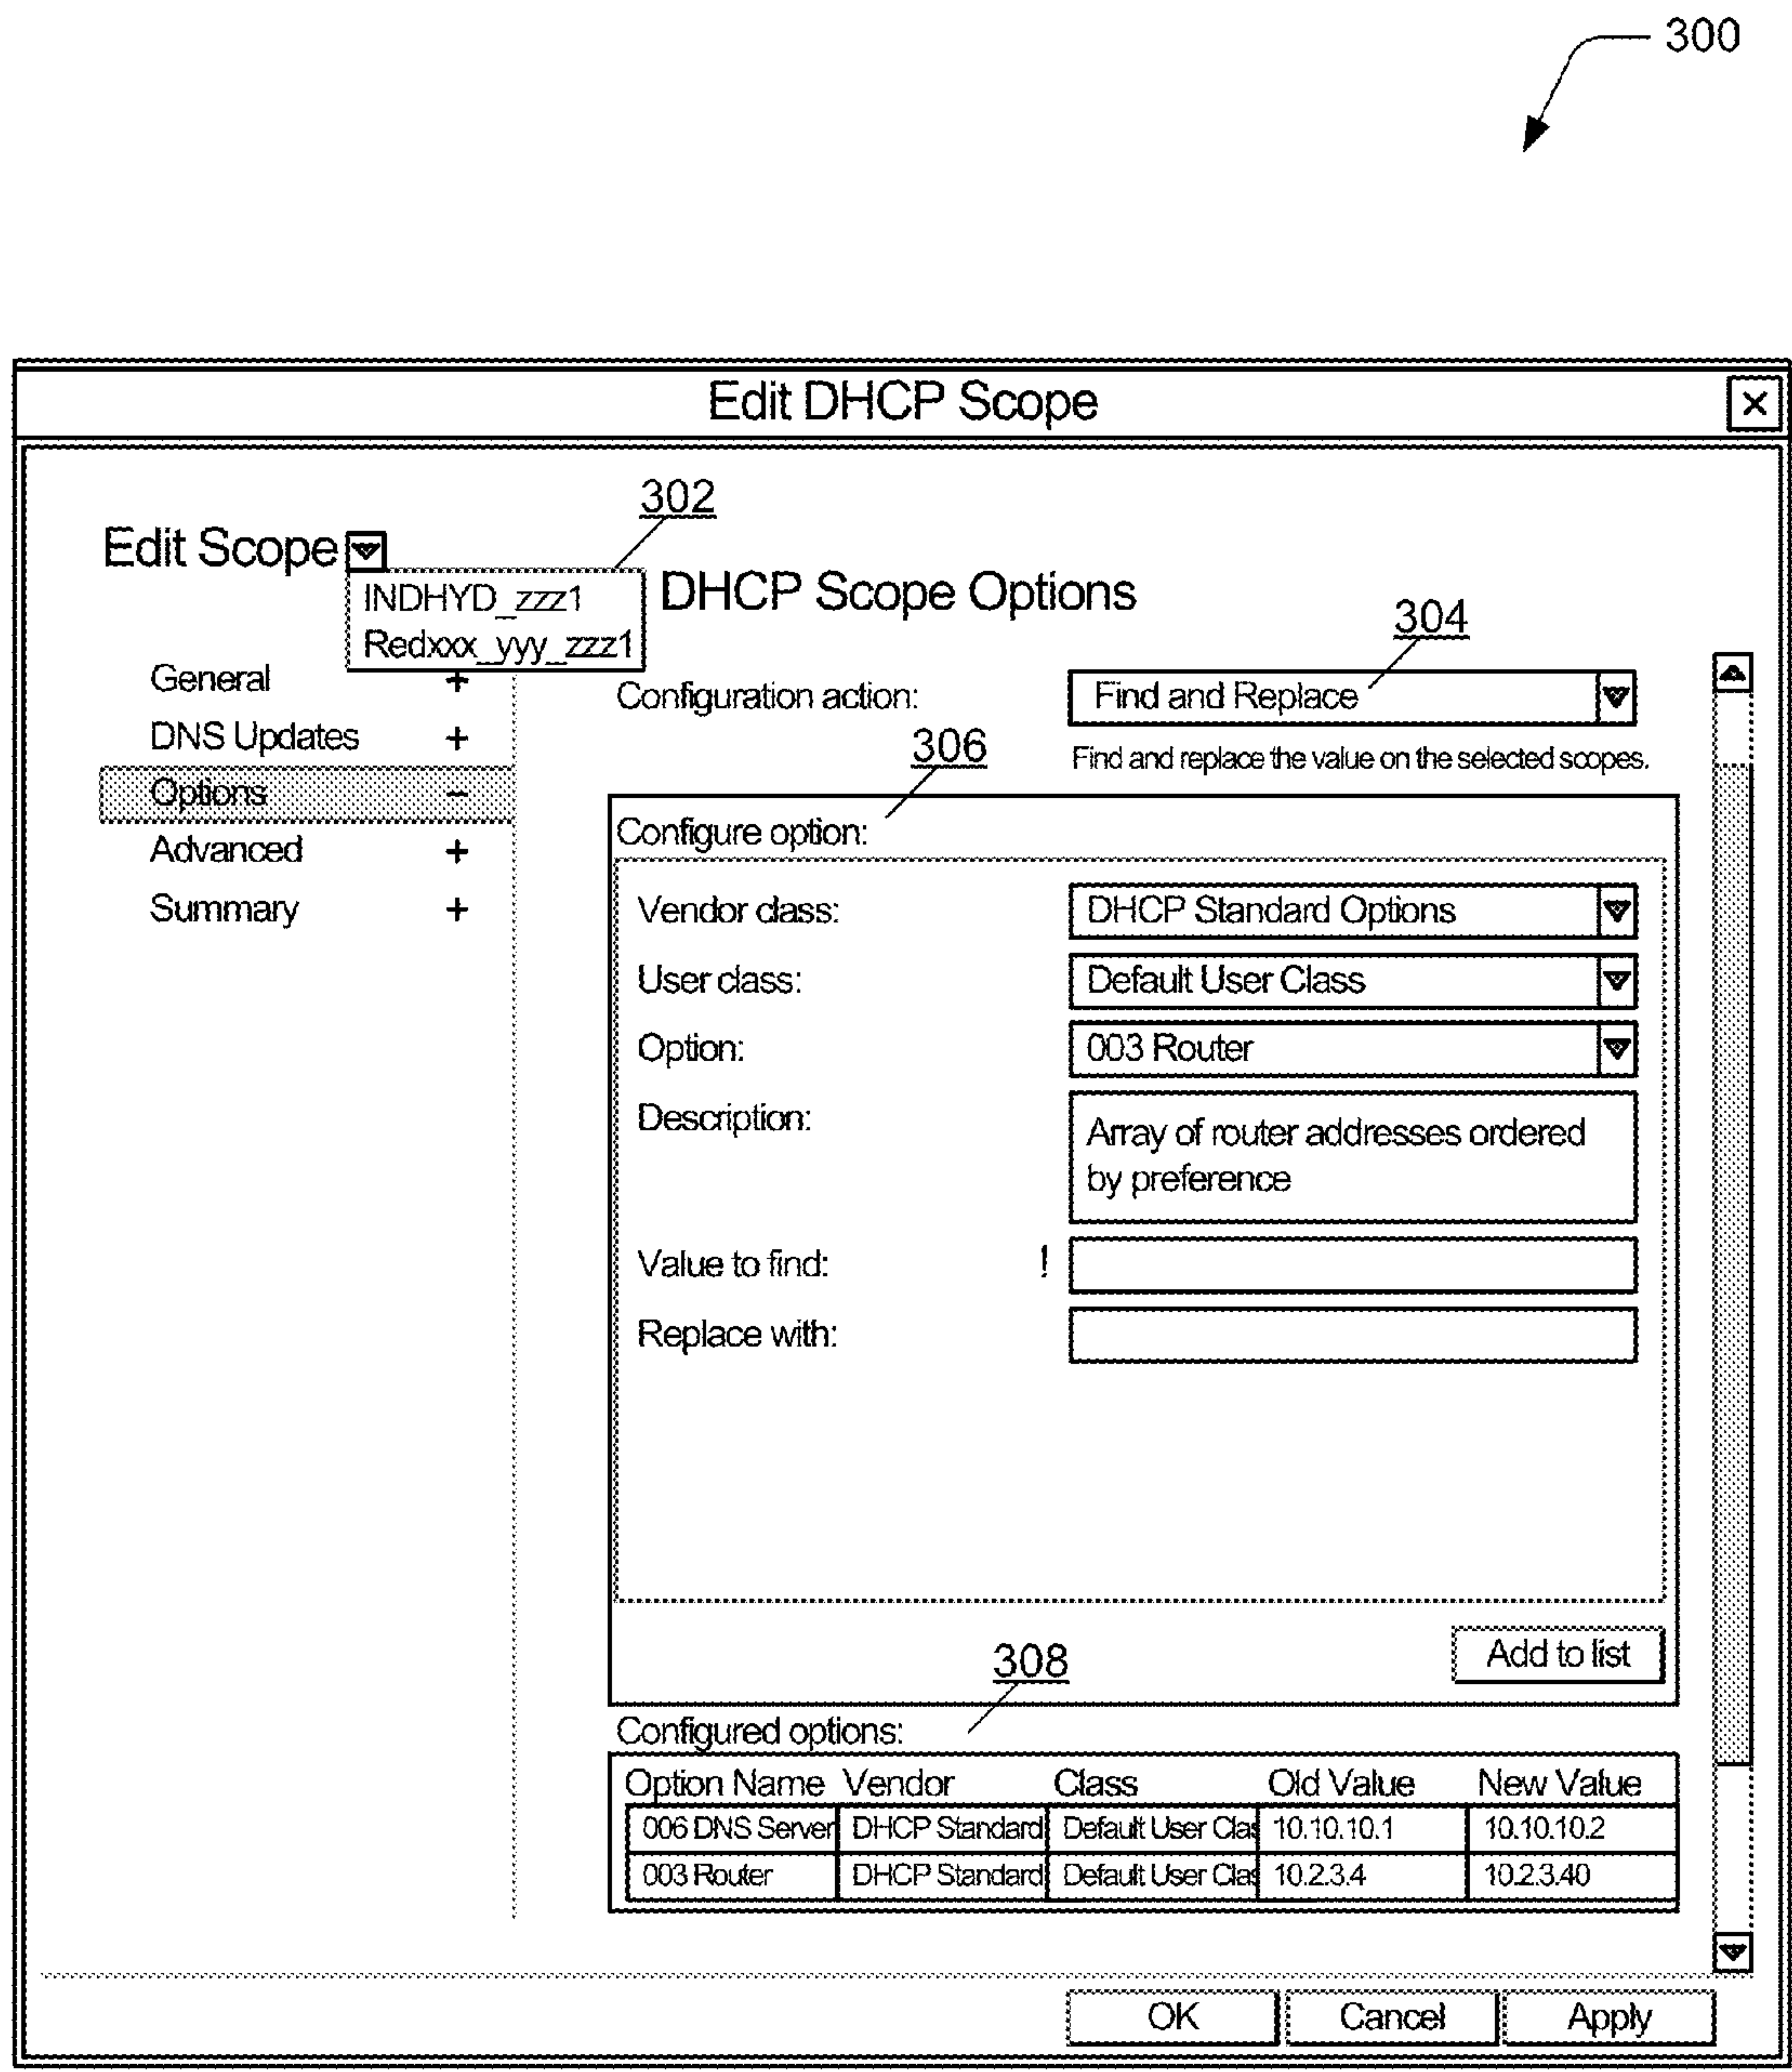 300
Edit DHCP Scope
302
Edit Scope
INDHYD_zzz1
Redxxx_yyy_zzz1
DHCP Scope Options
304
General +
DNS Updates +
Options -
Advanced +
Summary +
Configuration action: Find and Replace
Find and replace the value on the selected scopes.
306
Configure option:
Vendor class: DHCP Standard Options
User class: Default User Class
Option: 003 Router
Description: Array of router addresses ordered
by preference
Value to find: !
Replace with:
Add to list
308
Configured options:
Option Name Vendor Class Old Value New Value
006 DNS Server DHCP Standard Default User Clas 10.10.10.1 10.10.10.2
003 Router DHCP Standard Default User Clas 10.2.3.4 10.2.3.40
OK Cancel Apply